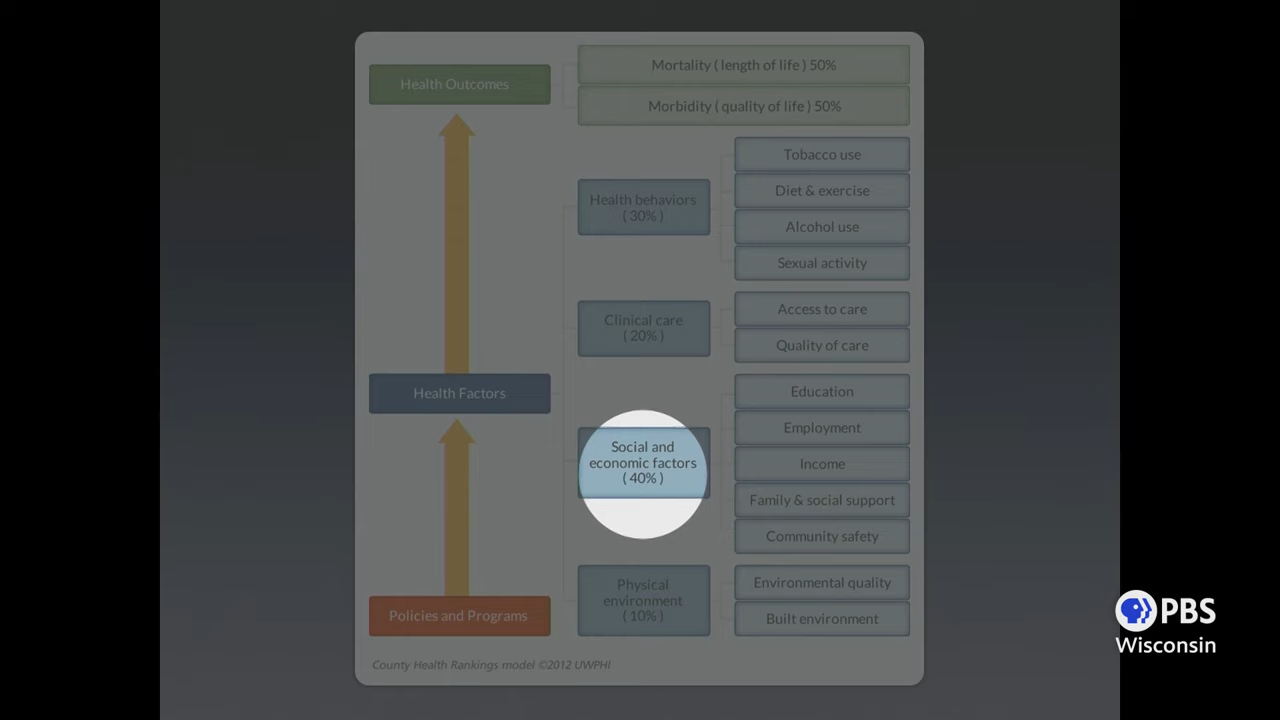 Health Outcomes
Mortality ( length of life ) 50%
Morbidity ( quality of life ) 50%
Health behaviors
( 30% )
Tobacco use
Diet & exercise
Alcohol use
Sexual activity
Clinical care
( 20% )
Access to care
Quality of care
Health Factors
Social and
economic factors
( 40% )
Education
Employment
Income
Family & social support
Community safety
Physical
environment
( 10% )
Environmental quality
Built environment
Policies and Programs
County Health Rankings model ©2012 UWPHI
PBS
Wisconsin